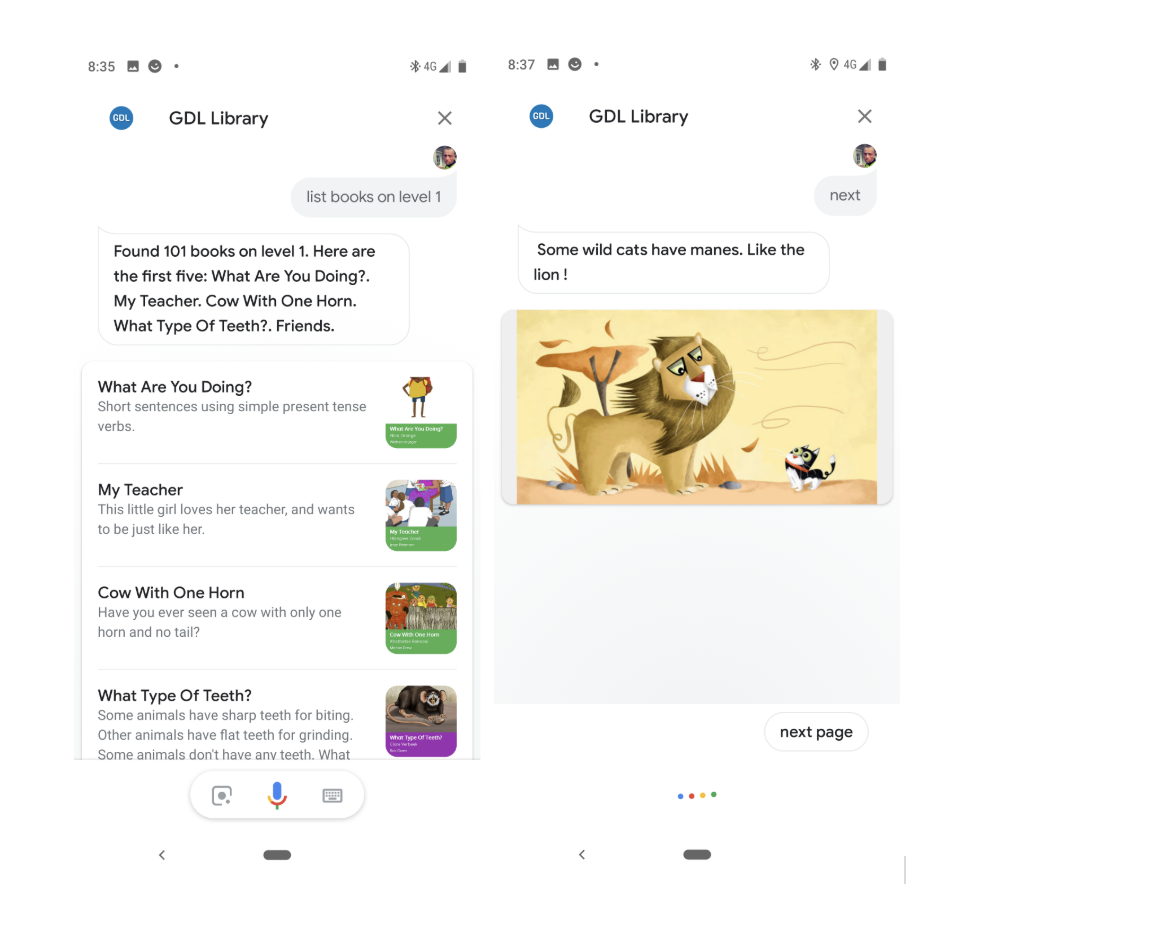 8:35
4G
GDL
GDL Library
list books on level 1
Found 101 books on level 1. Here are
the first five: What Are You Doing?.
My Teacher. Cow With One Horn.
What Type Of Teeth?. Friends.
What Are You Doing?
Short sentences using simple present tense
verbs.
What Are You Doing?
My Teacher
This little girl loves her teacher, and wants
to be just like her.
My Teacher
Cow With One Horn
Have you ever seen a cow with only one
horn and no tail?
Cow With One Horn
What Type Of Teeth?
Some animals have sharp teeth for biting.
Other animals have flat teeth for grinding.
Some animals don't have any teeth. What
What Type Of Teeth?
8:37
4G
GDL
GDL Library
next
Some wild cats have manes. Like the
lion !
next page